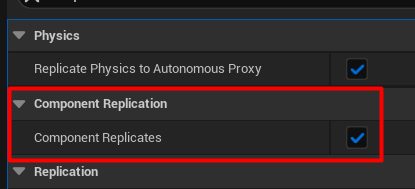 Physics
Replicate Physics to Autonomous Proxy
Component Replication
Component Replicates
Replication